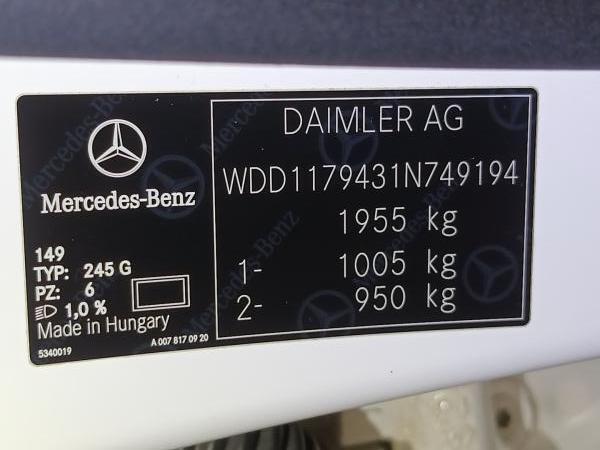 Mercedes-Benz
149
TYP: 245 G
PZ: 6
1,0 %
Made in Hungary
5340019
A 007 817 09 20
DAIMLER AG
WDD1179431N749194
1955 kg
1- 1005 kg
2- 950 kg